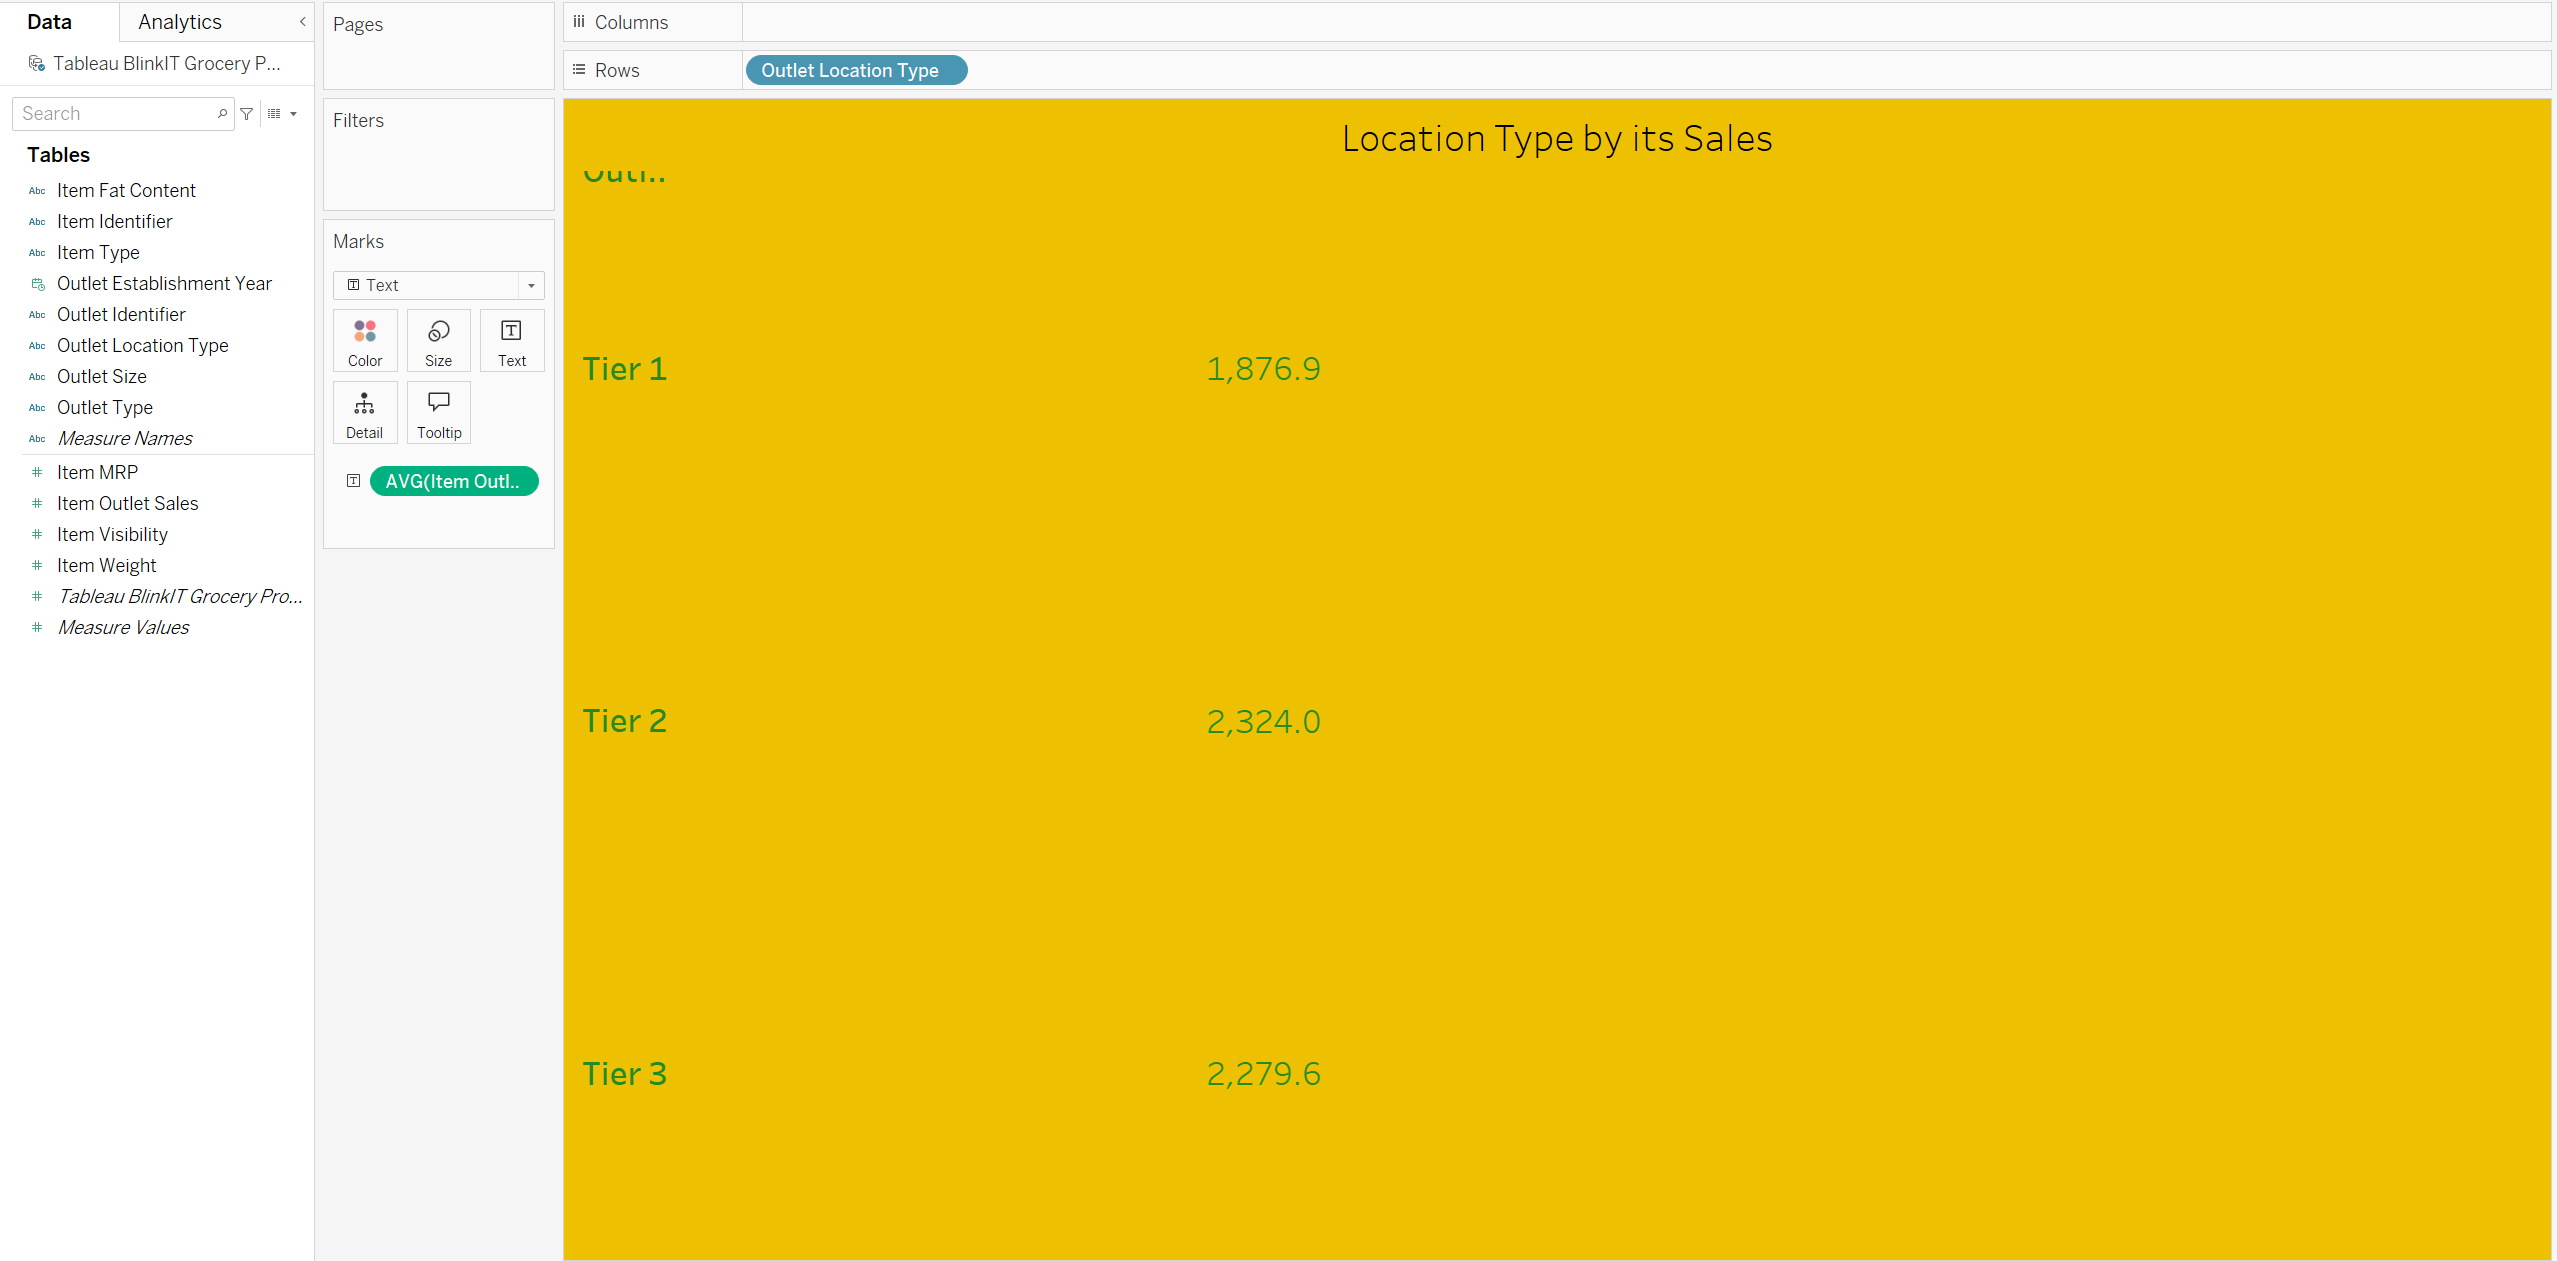 Data Analytics
Tableau BlinkIT Grocery P...
Search
Tables
Abc Item Fat Content
Abc Item Identifier
Abc Item Type
Outlet Establishment Year
Abc Outlet Identifier
Abc Outlet Location Type
Abc Outlet Size
Abc Outlet Type
Abc Measure Names
# Item MRP
# Item Outlet Sales
# Item Visibility
# Item Weight
# Tableau BlinkIT Grocery Pro...
# Measure Values
Pages
Filters
Marks
T Text
Color Size Text
Detail Tooltip
T AVG(Item Outl..
Columns
Rows Outlet Location Type
Location Type by its Sales
Outl..
Tier 1 1,876.9
Tier 2 2,324.0
Tier 3 2,279.6